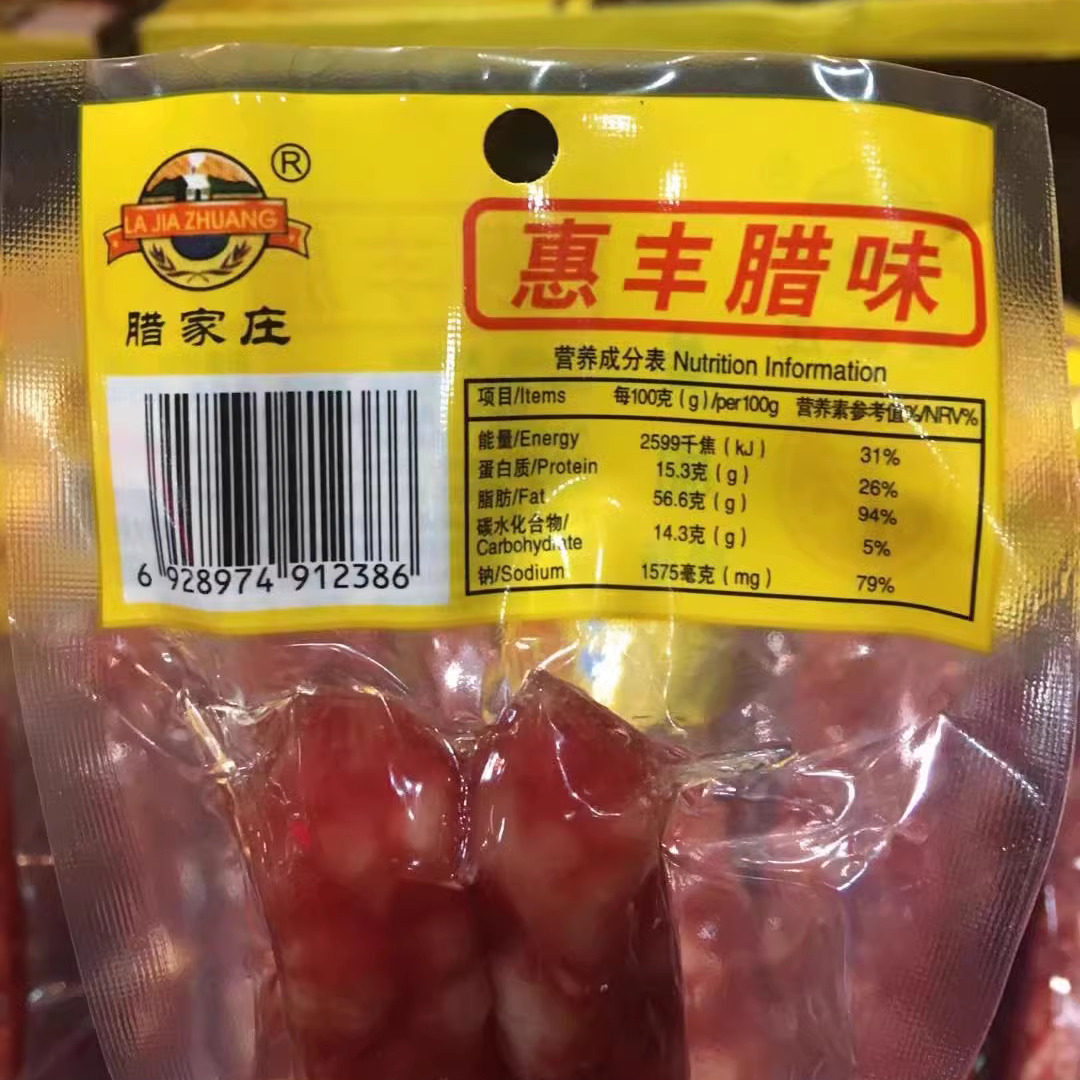 ®
LA JIA ZHUANG
腊家庄
惠丰腊味
营养成分表 Nutrition Information
项目/Items 每100克(g)/per100g 营养素参考值%/NRV%
能量/Energy 2599千焦(kJ) 31%
蛋白质/Protein 15.3克(g) 26%
脂肪/Fat 56.6克(g) 94%
碳水化合物/
Carbohydrate 14.3克(g) 5%
钠/Sodium 1575毫克(mg) 79%
6 928974 912386